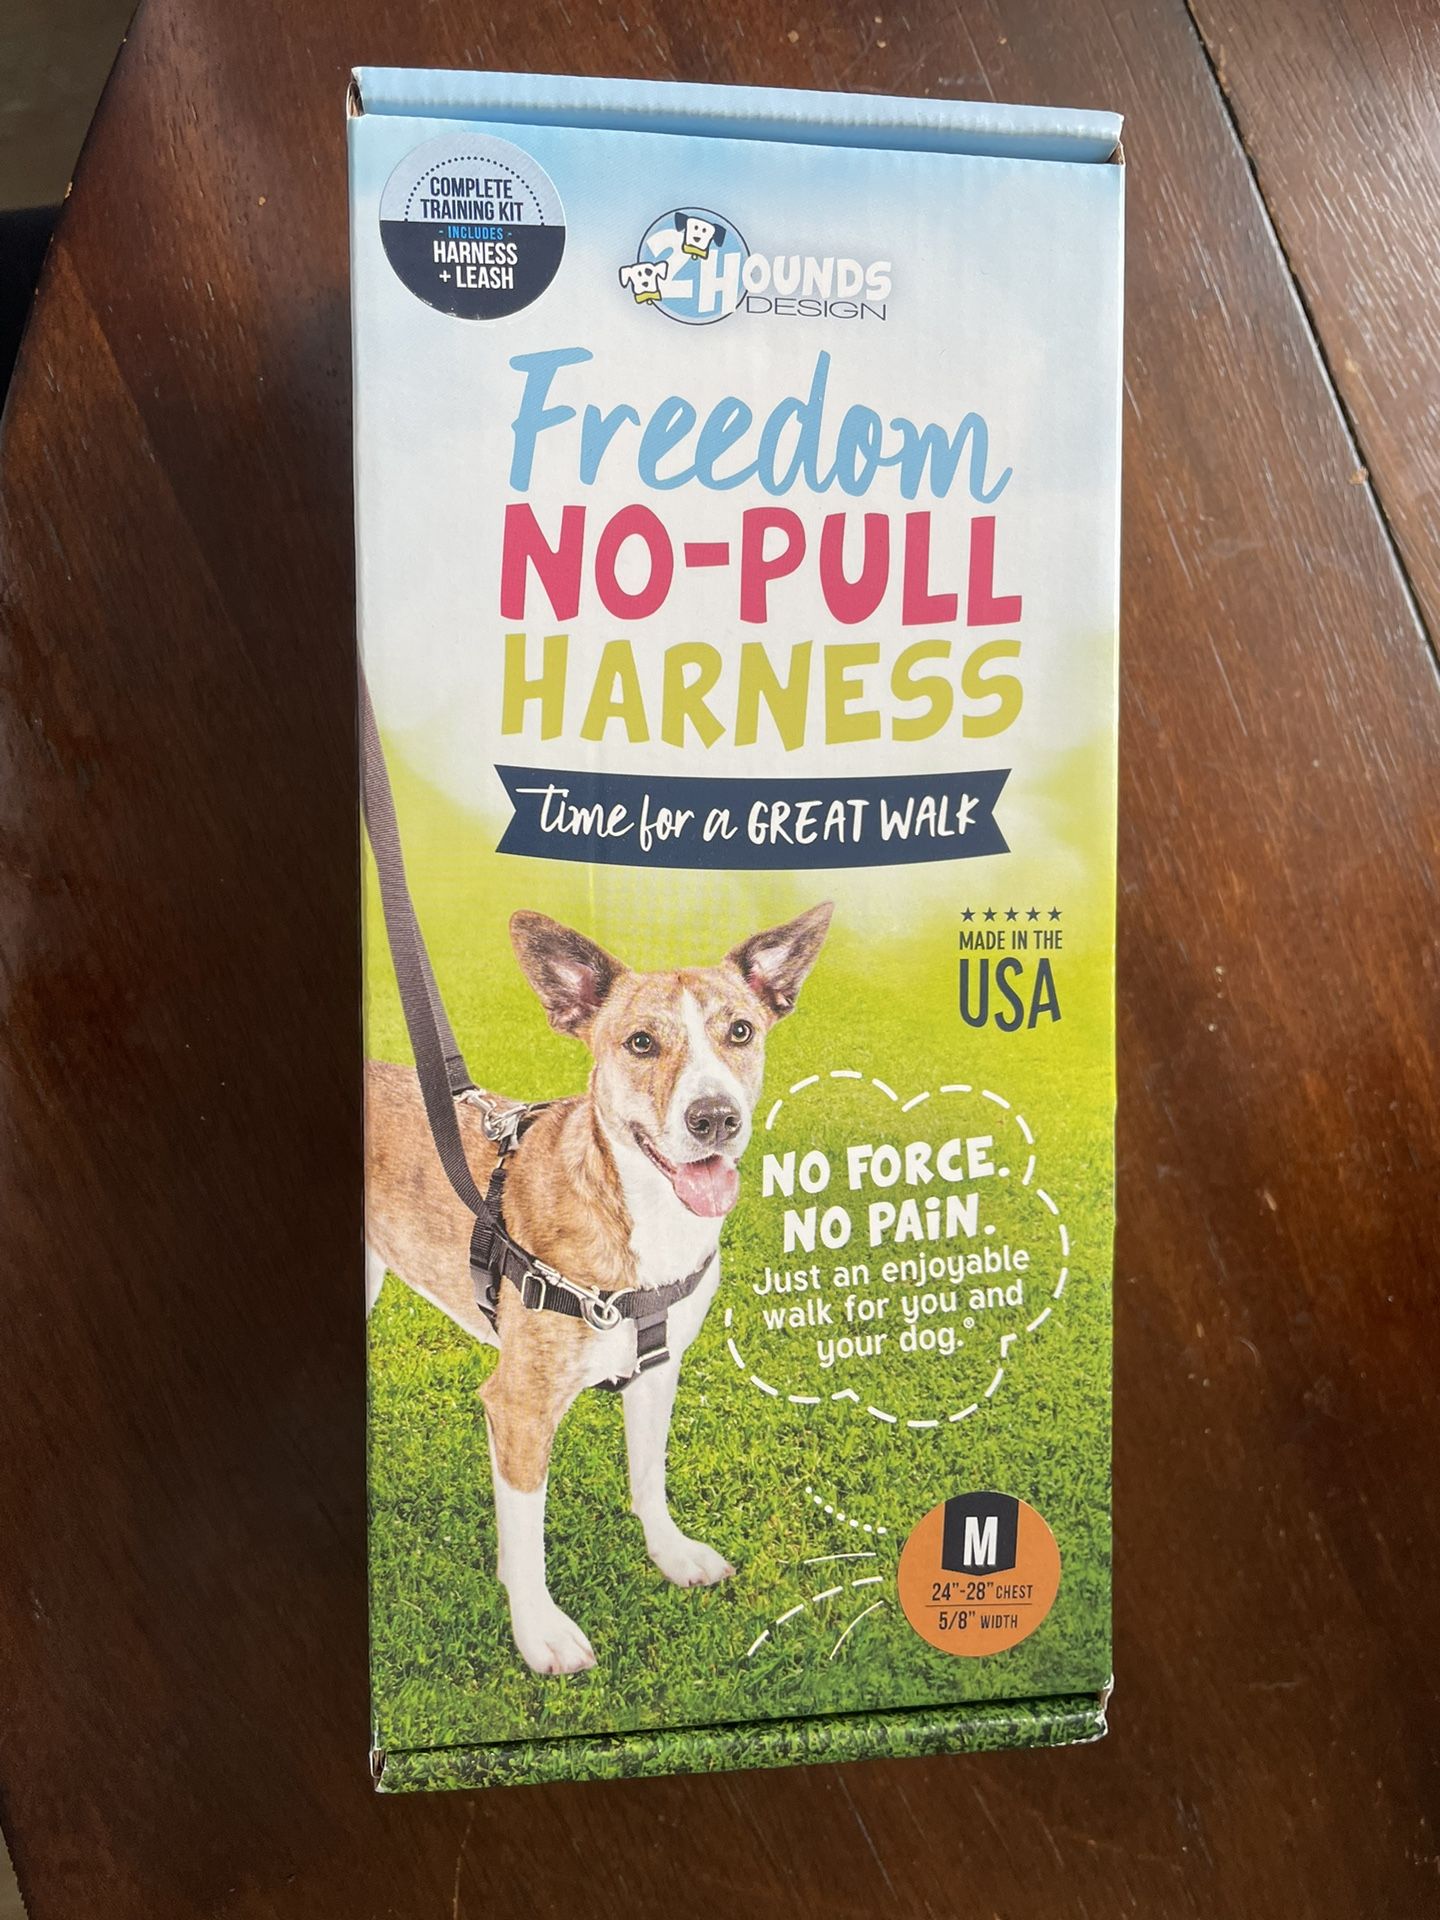 COMPLETE
TRAINING KIT
- INCLUDES -
HARNESS
+ LEASH
2 HOUNDS
DESIGN
Freedom
NO-PULL
HARNESS
time for a GREAT WALK
MADE IN THE
USA
NO FORCE.
NO PAiN.
Just an enjoyable
walk for you and
your dog.®
M
24”-28” CHEST
5/8” WIDTH